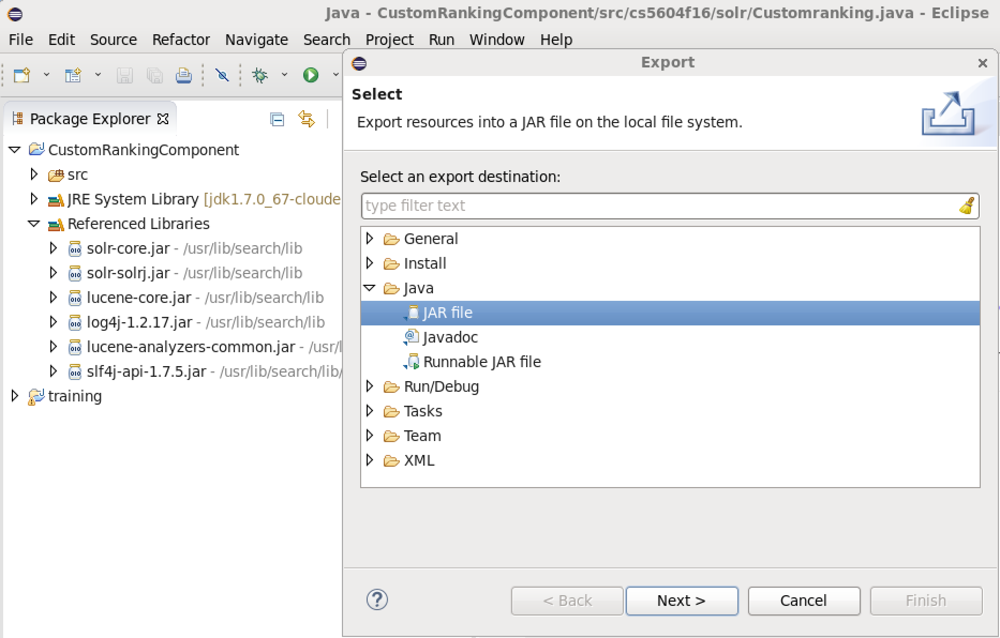 Java - CustomRankingComponent/src/cs5604f16/solr/Customranking.java - Eclipse
File Edit Source Refactor Navigate Search Project Run Window Help
Package Explorer
CustomRankingComponent
src
JRE System Library [jdk1.7.0_67-cloude
Referenced Libraries
solr-core.jar - /usr/lib/search/lib
solr-solrj.jar - /usr/lib/search/lib
lucene-core.jar - /usr/lib/search/lib
log4j-1.2.17.jar - /usr/lib/search/lib
lucene-analyzers-common.jar - /usr/l
slf4j-api-1.7.5.jar - /usr/lib/search/lib/
training
Export
Select
Export resources into a JAR file on the local file system.
Select an export destination:
type filter text
General
Install
Java
JAR file
Javadoc
Runnable JAR file
Run/Debug
Tasks
Team
XML
< Back Next > Cancel Finish